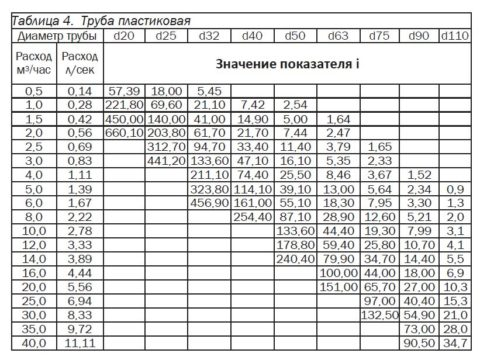 Таблица 4. Труба пластиковая
Диаметр трубы d20 d25 d32 d40 d50 d63 d75 d90 d110
Расход м³/час Расход л/сек Значение показателя i
0,5 0,14 57,39 18,00 5,45
1,0 0,28 221,80 69,60 21,10 7,42 2,54
1,5 0,42 450,00 140,00 41,00 14,90 5,00 1,64
2,0 0,56 660,10 203,80 61,70 21,70 7,44 2,47
2,5 0,69 312,70 94,70 33,40 11,40 3,79 1,65
3,0 0,83 441,20 133,60 47,10 16,10 5,35 2,33
4,0 1,11 211,10 74,40 25,50 8,46 3,67 1,52
5,0 1,39 323,80 114,10 39,10 13,00 5,64 2,34 0,9
6,0 1,67 456,90 161,00 55,10 18,30 7,95 3,30 1,3
8,0 2,22 254,40 87,10 28,90 12,60 5,21 2,0
10,0 2,78 133,60 44,40 19,30 7,99 3,1
12,0 3,33 178,80 59,40 25,80 10,70 4,1
14,0 3,89 240,40 79,90 34,70 14,40 5,5
16,0 4,44 100,00 44,00 18,00 6,9
20,0 5,56 151,00 65,70 27,00 10,3
25,0 6,94 97,00 40,40 15,3
30,0 8,33 132,50 54,90 21,0
35,0 9,72 73,00 28,0
40,0 11,11 90,50 34,7